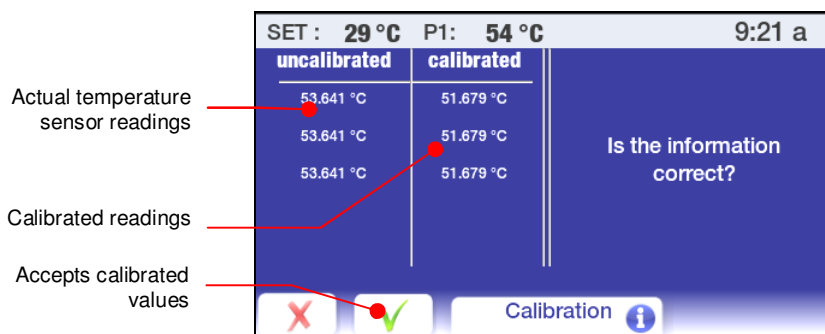 SET : 29 °C P1: 54 °C 9:21 a
uncalibrated calibrated
Actual temperature
sensor readings
53.641 °C 51.679 °C
53.641 °C 51.679 °C
53.641 °C 51.679 °C
Is the information
correct?
Calibrated readings
Accepts calibrated
values
Calibration i